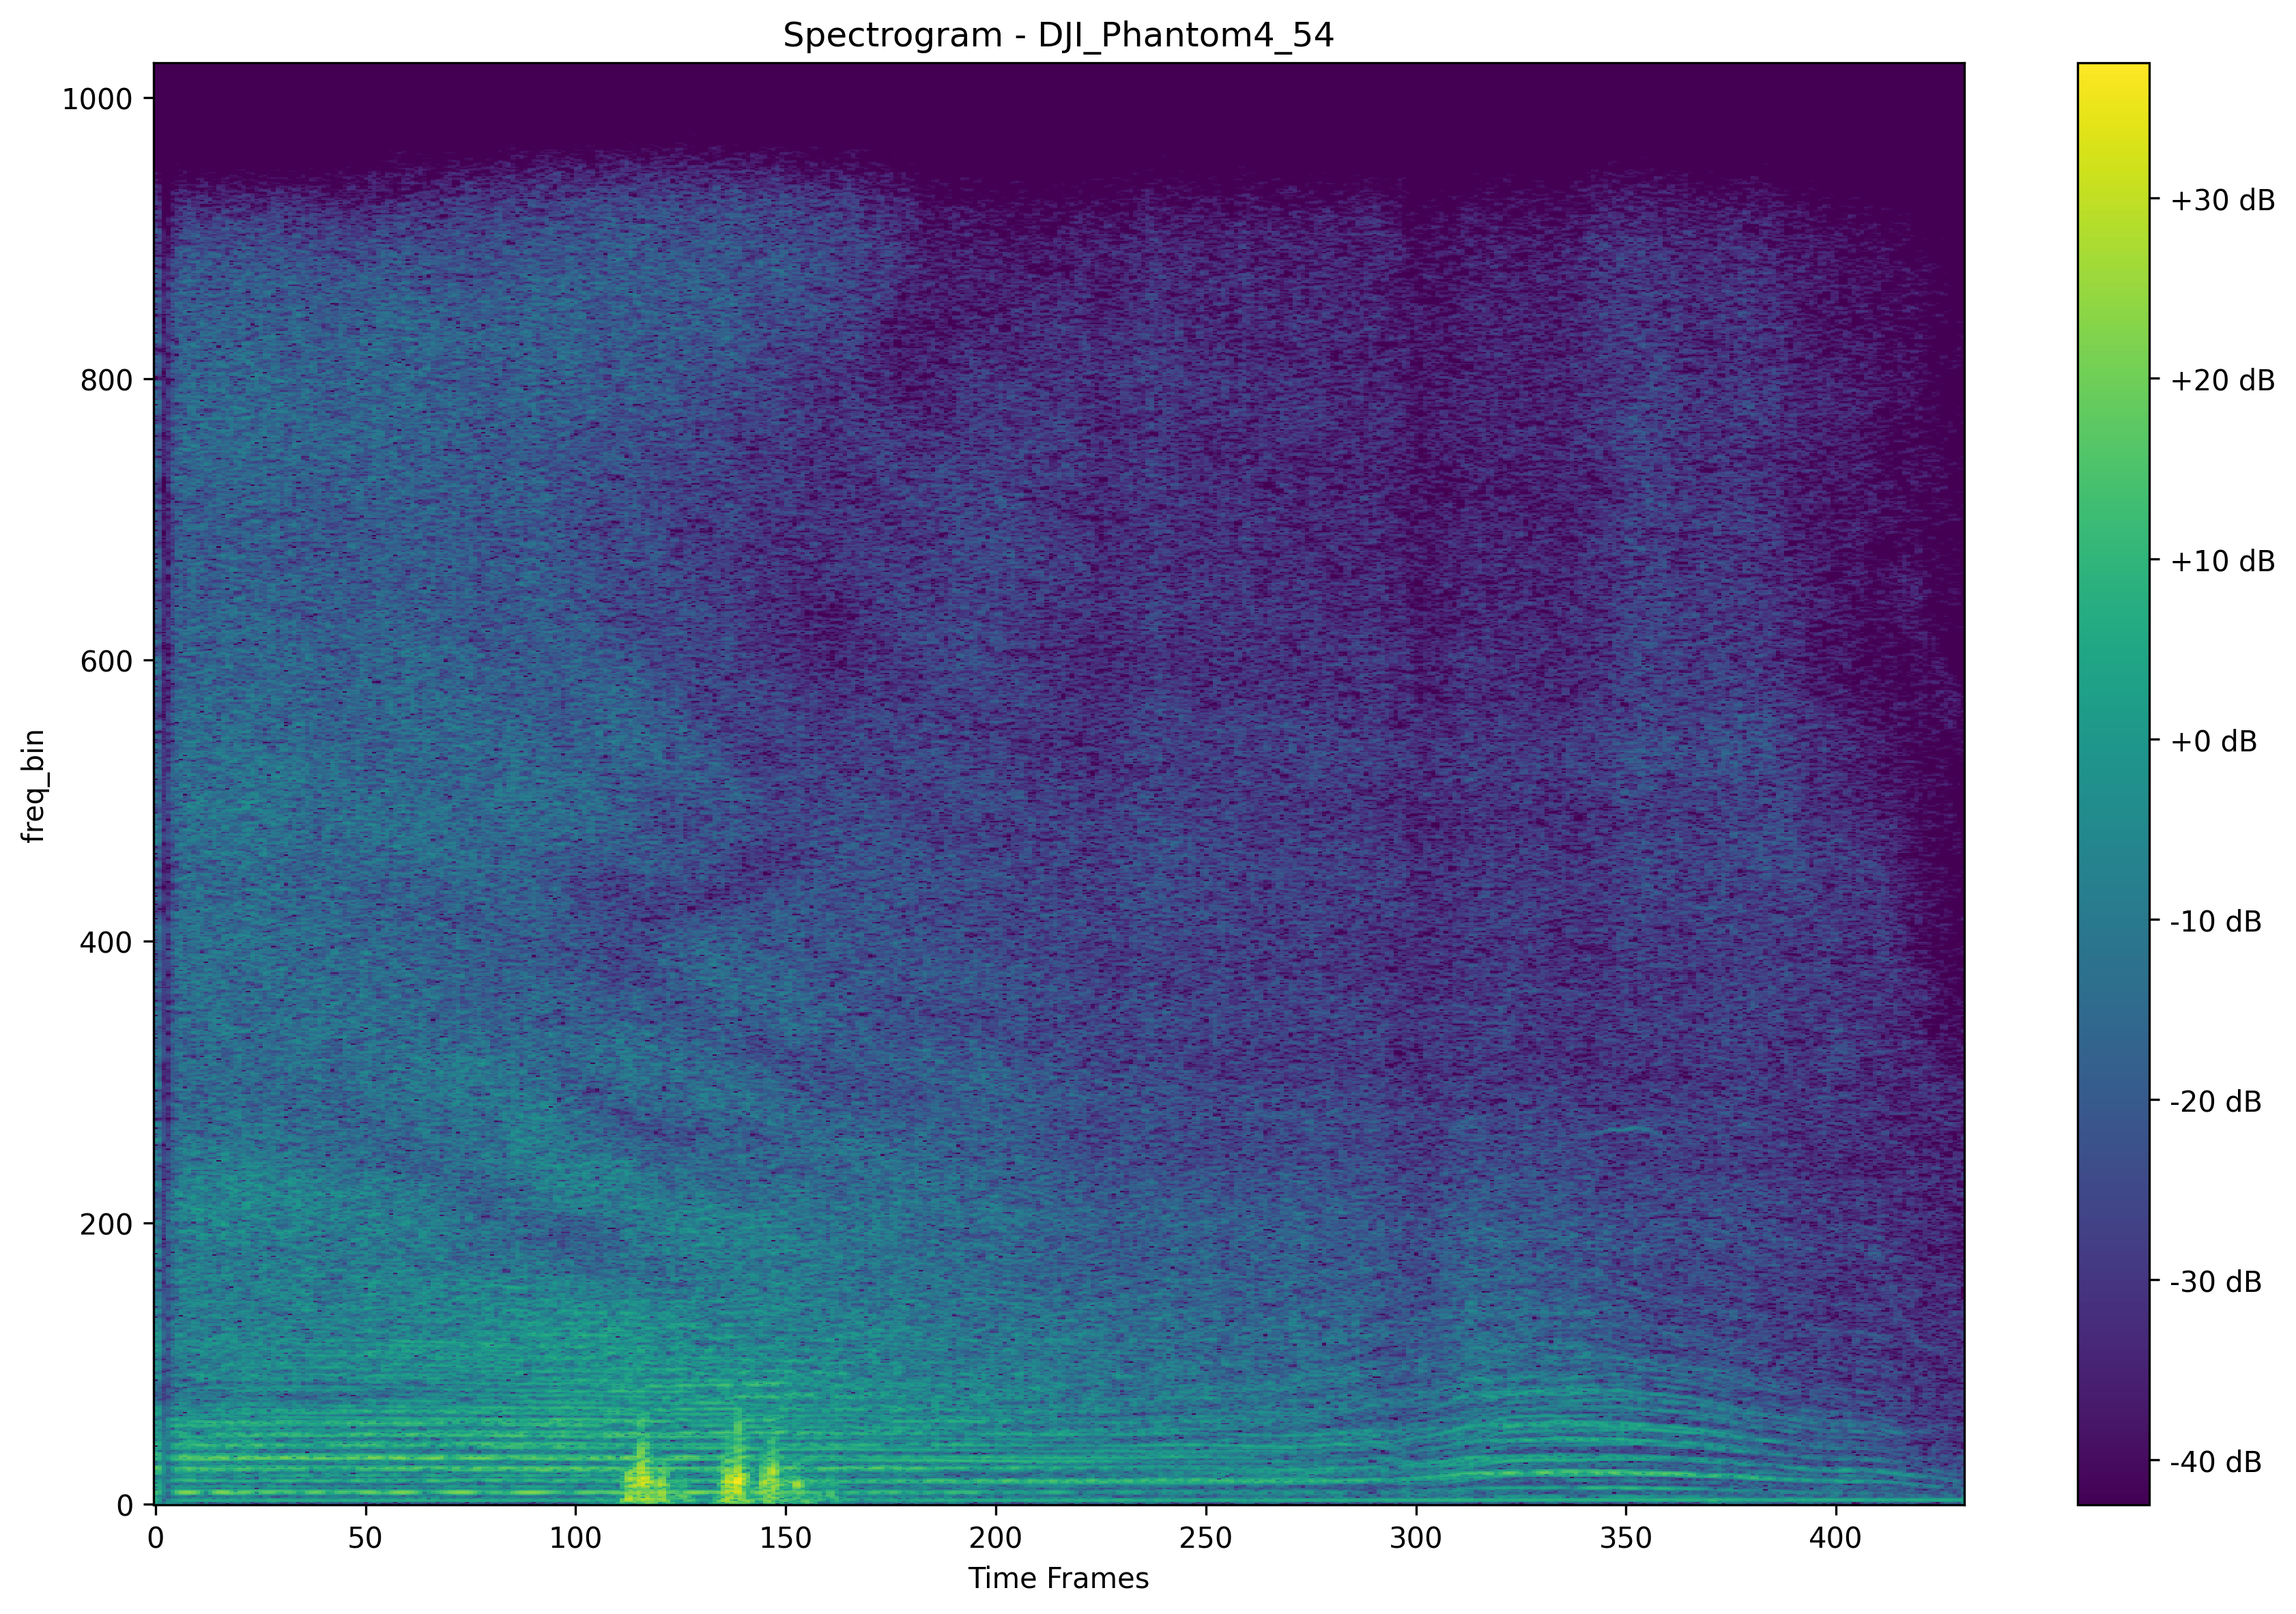 Spectrogram - DJI_Phantom4_54
1000
800
600
400
200
0
freq_bin
0 50 100 150 200 250 300 350 400
Time Frames
+30 dB
+20 dB
+10 dB
+0 dB
-10 dB
-20 dB
-30 dB
-40 dB